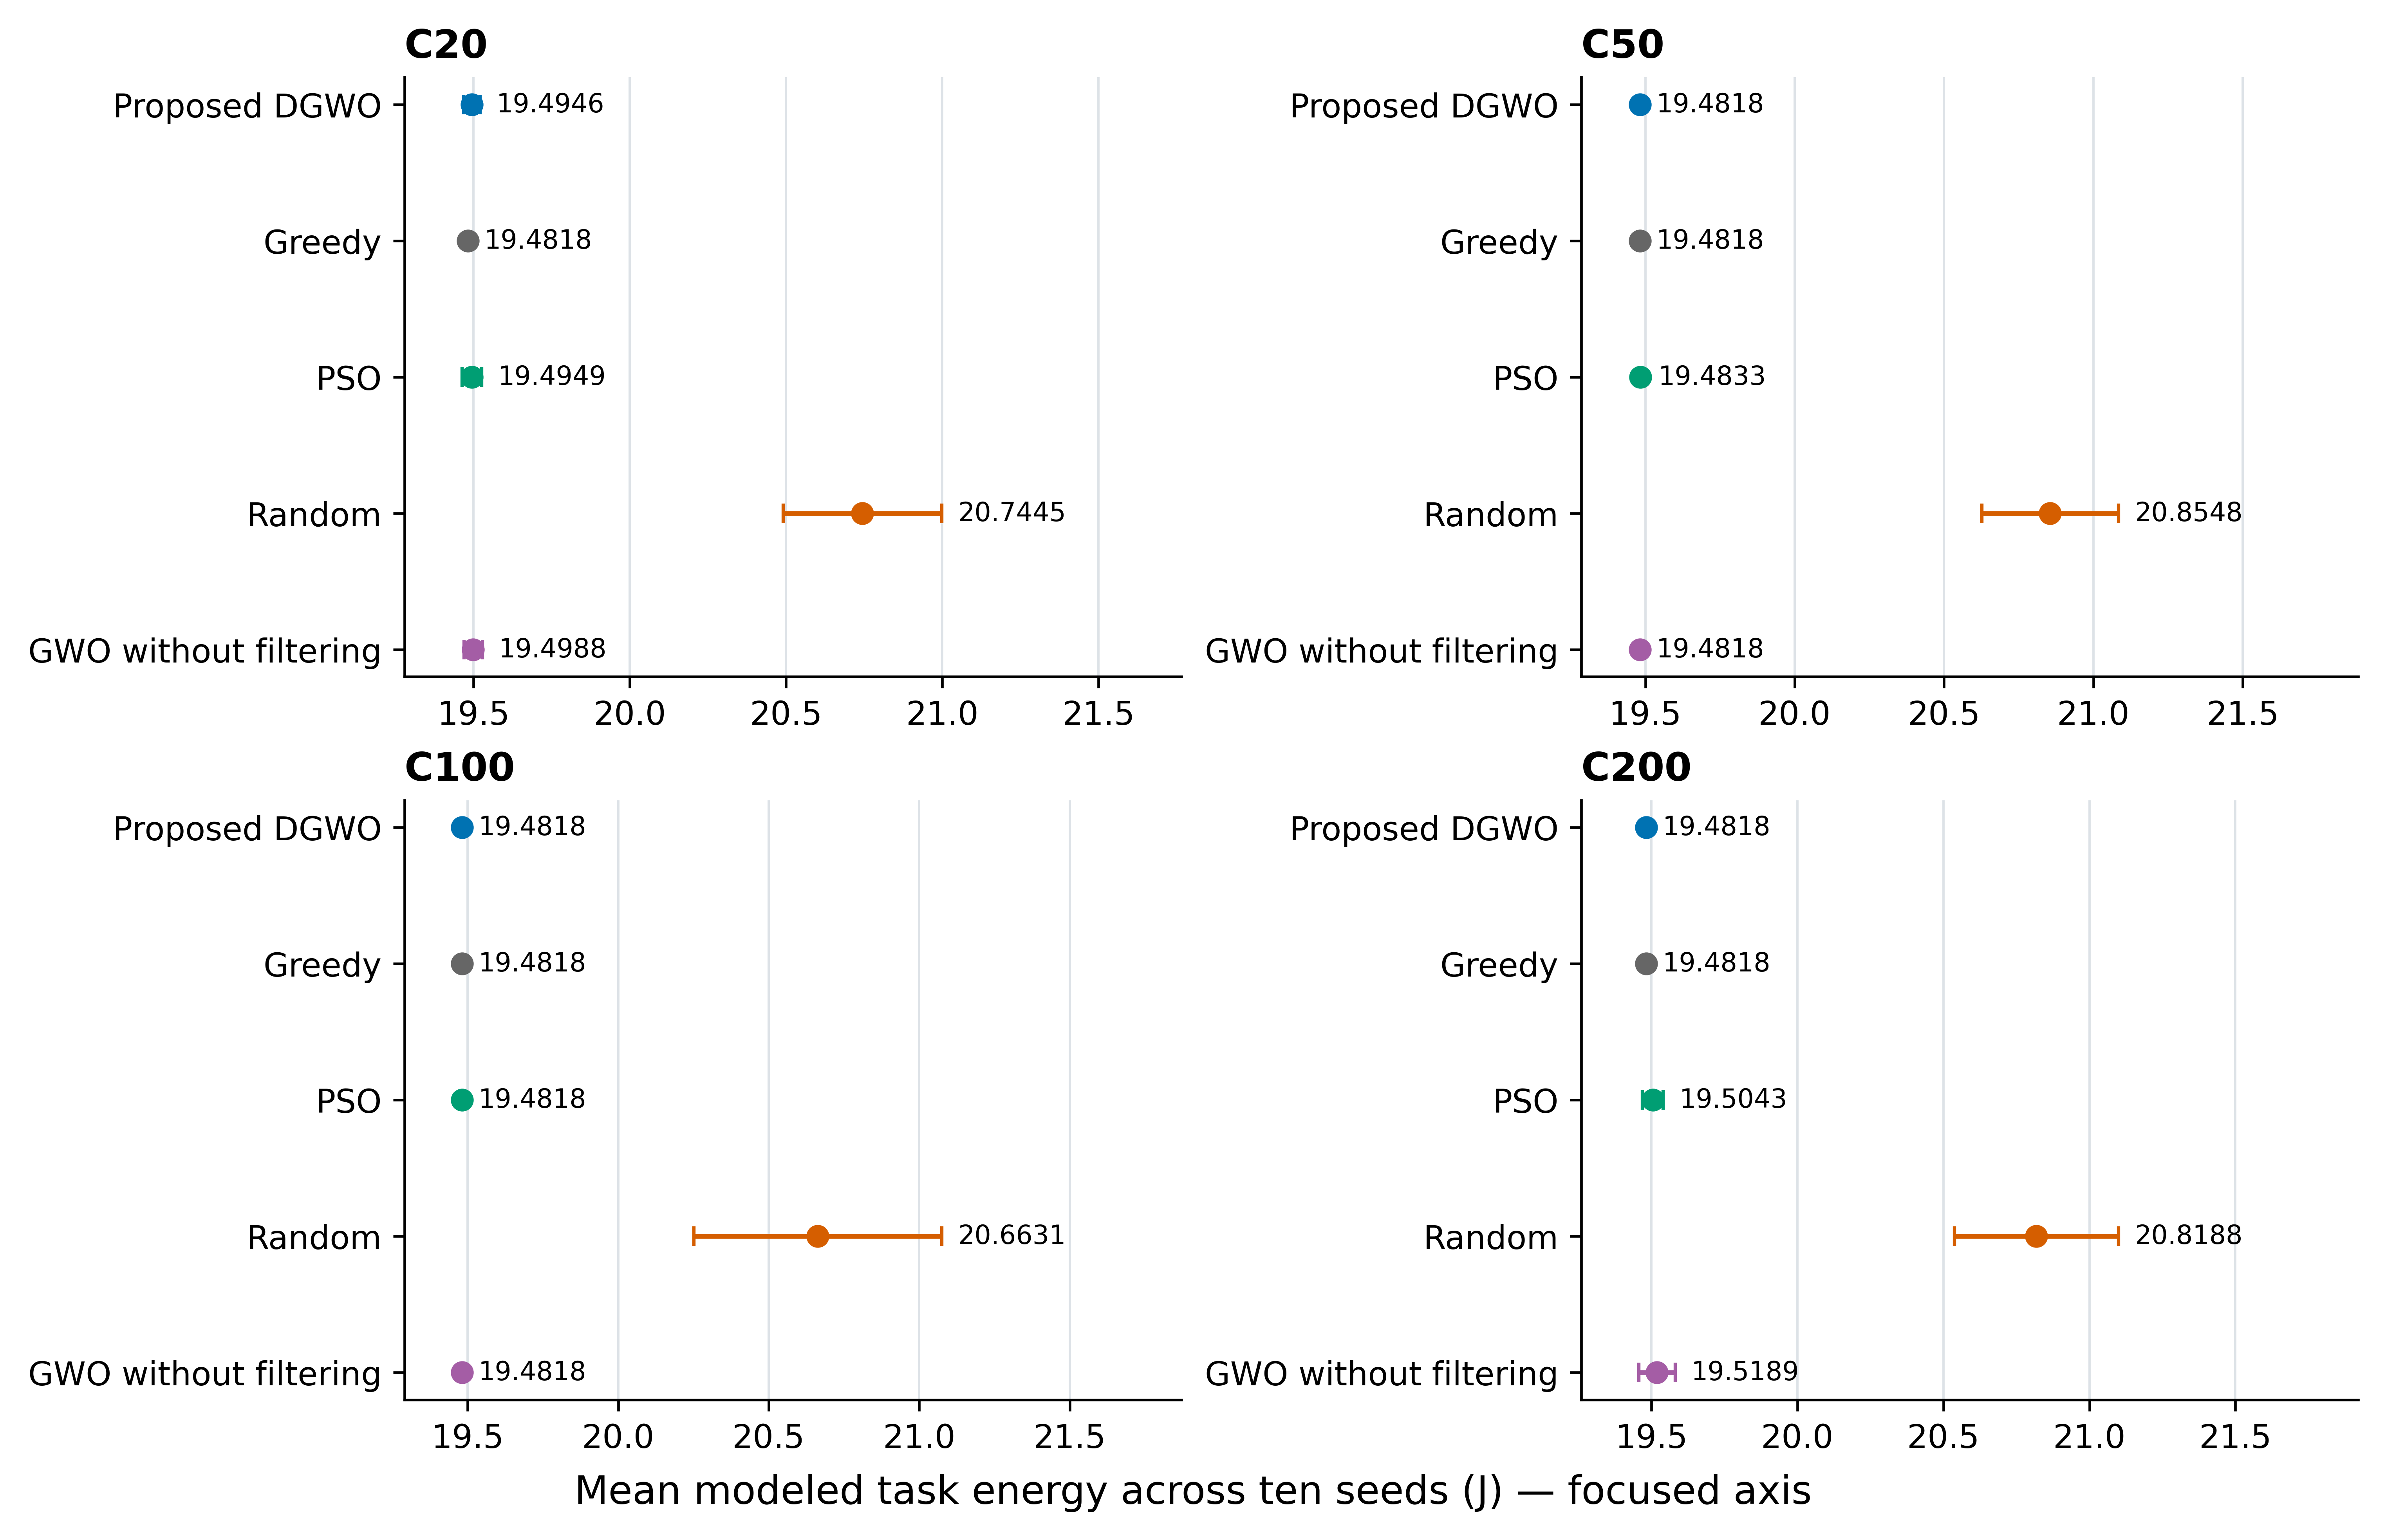 C20
Proposed DGWO 19.4946
Greedy 19.4818
PSO 19.4949
Random 20.7445
GWO without filtering 19.4988
19.5 20.0 20.5 21.0 21.5
C50
Proposed DGWO 19.4818
Greedy 19.4818
PSO 19.4833
Random 20.8548
GWO without filtering 19.4818
19.5 20.0 20.5 21.0 21.5
C100
Proposed DGWO 19.4818
Greedy 19.4818
PSO 19.4818
Random 20.6631
GWO without filtering 19.4818
19.5 20.0 20.5 21.0 21.5
C200
Proposed DGWO 19.4818
Greedy 19.4818
PSO 19.5043
Random 20.8188
GWO without filtering 19.5189
19.5 20.0 20.5 21.0 21.5
Mean modeled task energy across ten seeds (J) — focused axis